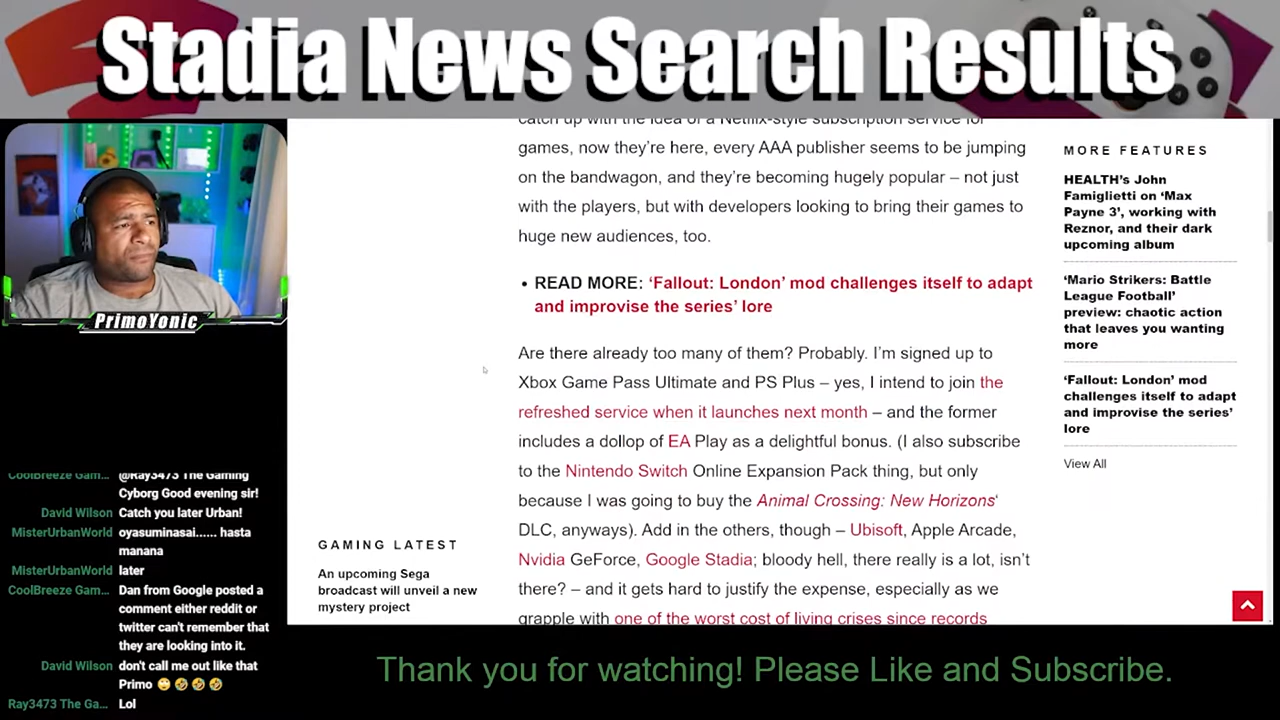 Stadia News Search Results
catch up with the idea of a Netflix-style subscription service for
games, now they're here, every AAA publisher seems to be jumping
on the bandwagon, and they're becoming hugely popular – not just
with the players, but with developers looking to bring their games to
huge new audiences, too.
• READ MORE: ‘Fallout: London’ mod challenges itself to adapt
and improvise the series’ lore
Are there already too many of them? Probably. I’m signed up to
Xbox Game Pass Ultimate and PS Plus – yes, I intend to join the
refreshed service when it launches next month – and the former
includes a dollop of EA Play as a delightful bonus. (I also subscribe
to the Nintendo Switch Online Expansion Pack thing, but only
because I was going to buy the Animal Crossing: New Horizons‘
DLC, anyways). Add in the others, though – Ubisoft, Apple Arcade,
Nvidia GeForce, Google Stadia; bloody hell, there really is a lot, isn’t
there? – and it gets hard to justify the expense, especially as we
grapple with one of the worst cost of living crises since records
MORE FEATURES
HEALTH’s John
Famiglietti on ‘Max
Payne 3’, working with
Reznor, and their dark
upcoming album
‘Mario Strikers: Battle
League Football’
preview: chaotic action
that leaves you wanting
more
‘Fallout: London’ mod
challenges itself to adapt
and improvise the series’
lore
View All
GAMING LATEST
An upcoming Sega
broadcast will unveil a new
mystery project
PrimoYonic
CoolBreeze Gam... @Ray3473 The Gaming
Cyborg Good evening sir!
David Wilson Catch you later Urban!
MisterUrbanWorld oyasuminasai...... hasta
manana
MisterUrbanWorld later
CoolBreeze Gam... Dan from Google posted a
comment either reddit or
twitter can't remember that
they are looking into it.
David Wilson don't call me out like that
Primo 🙄 🤣 🤣 🤣
Ray3473 The Ga... Lol
Thank you for watching! Please Like and Subscribe.